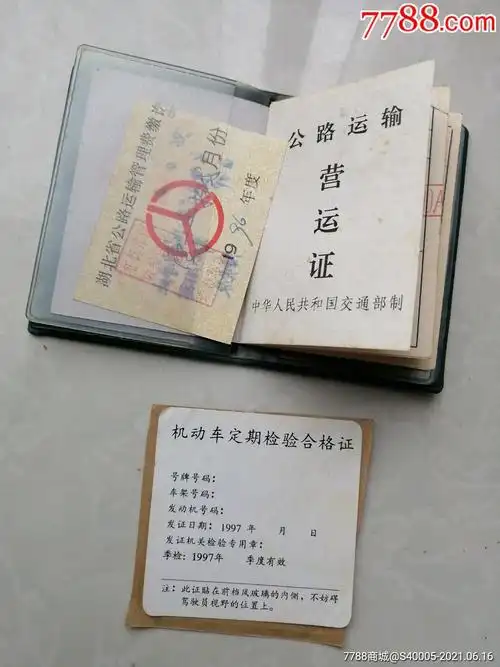 7788.com
湖北省公路运输管理费缴讫
月份
1996年度
公路运输
营
运
证
中华人民共和国交通部制
机动车定期检验合格证
号牌号码：
车架号码：
发动机号码：
发证日期：1997 年 月 日
发证机关检验专用章：
季检：1997年 季度有效
注：此证贴在前档风玻璃的内侧，不妨碍
驾驶员视野的位置上。
7788商城@S40005-2021.06.16